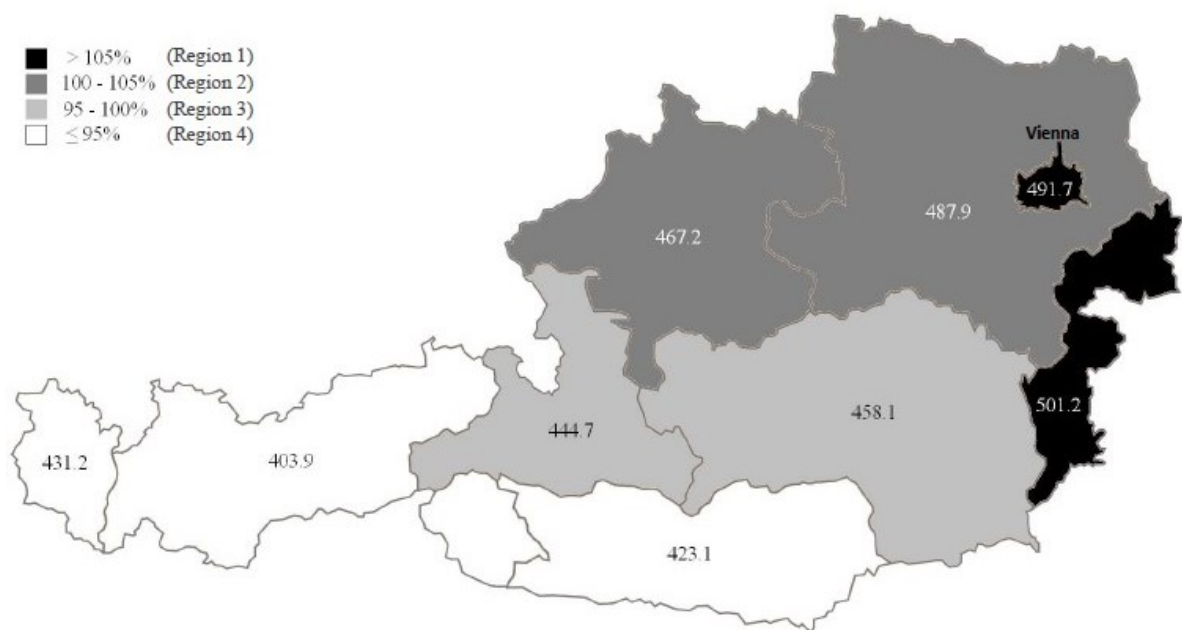 > 105% (Region 1)
100 - 105% (Region 2)
95 - 100% (Region 3)
≤ 95% (Region 4)
Vienna
491.7
487.9
467.2
501.2
458.1
444.7
431.2
403.9
423.1